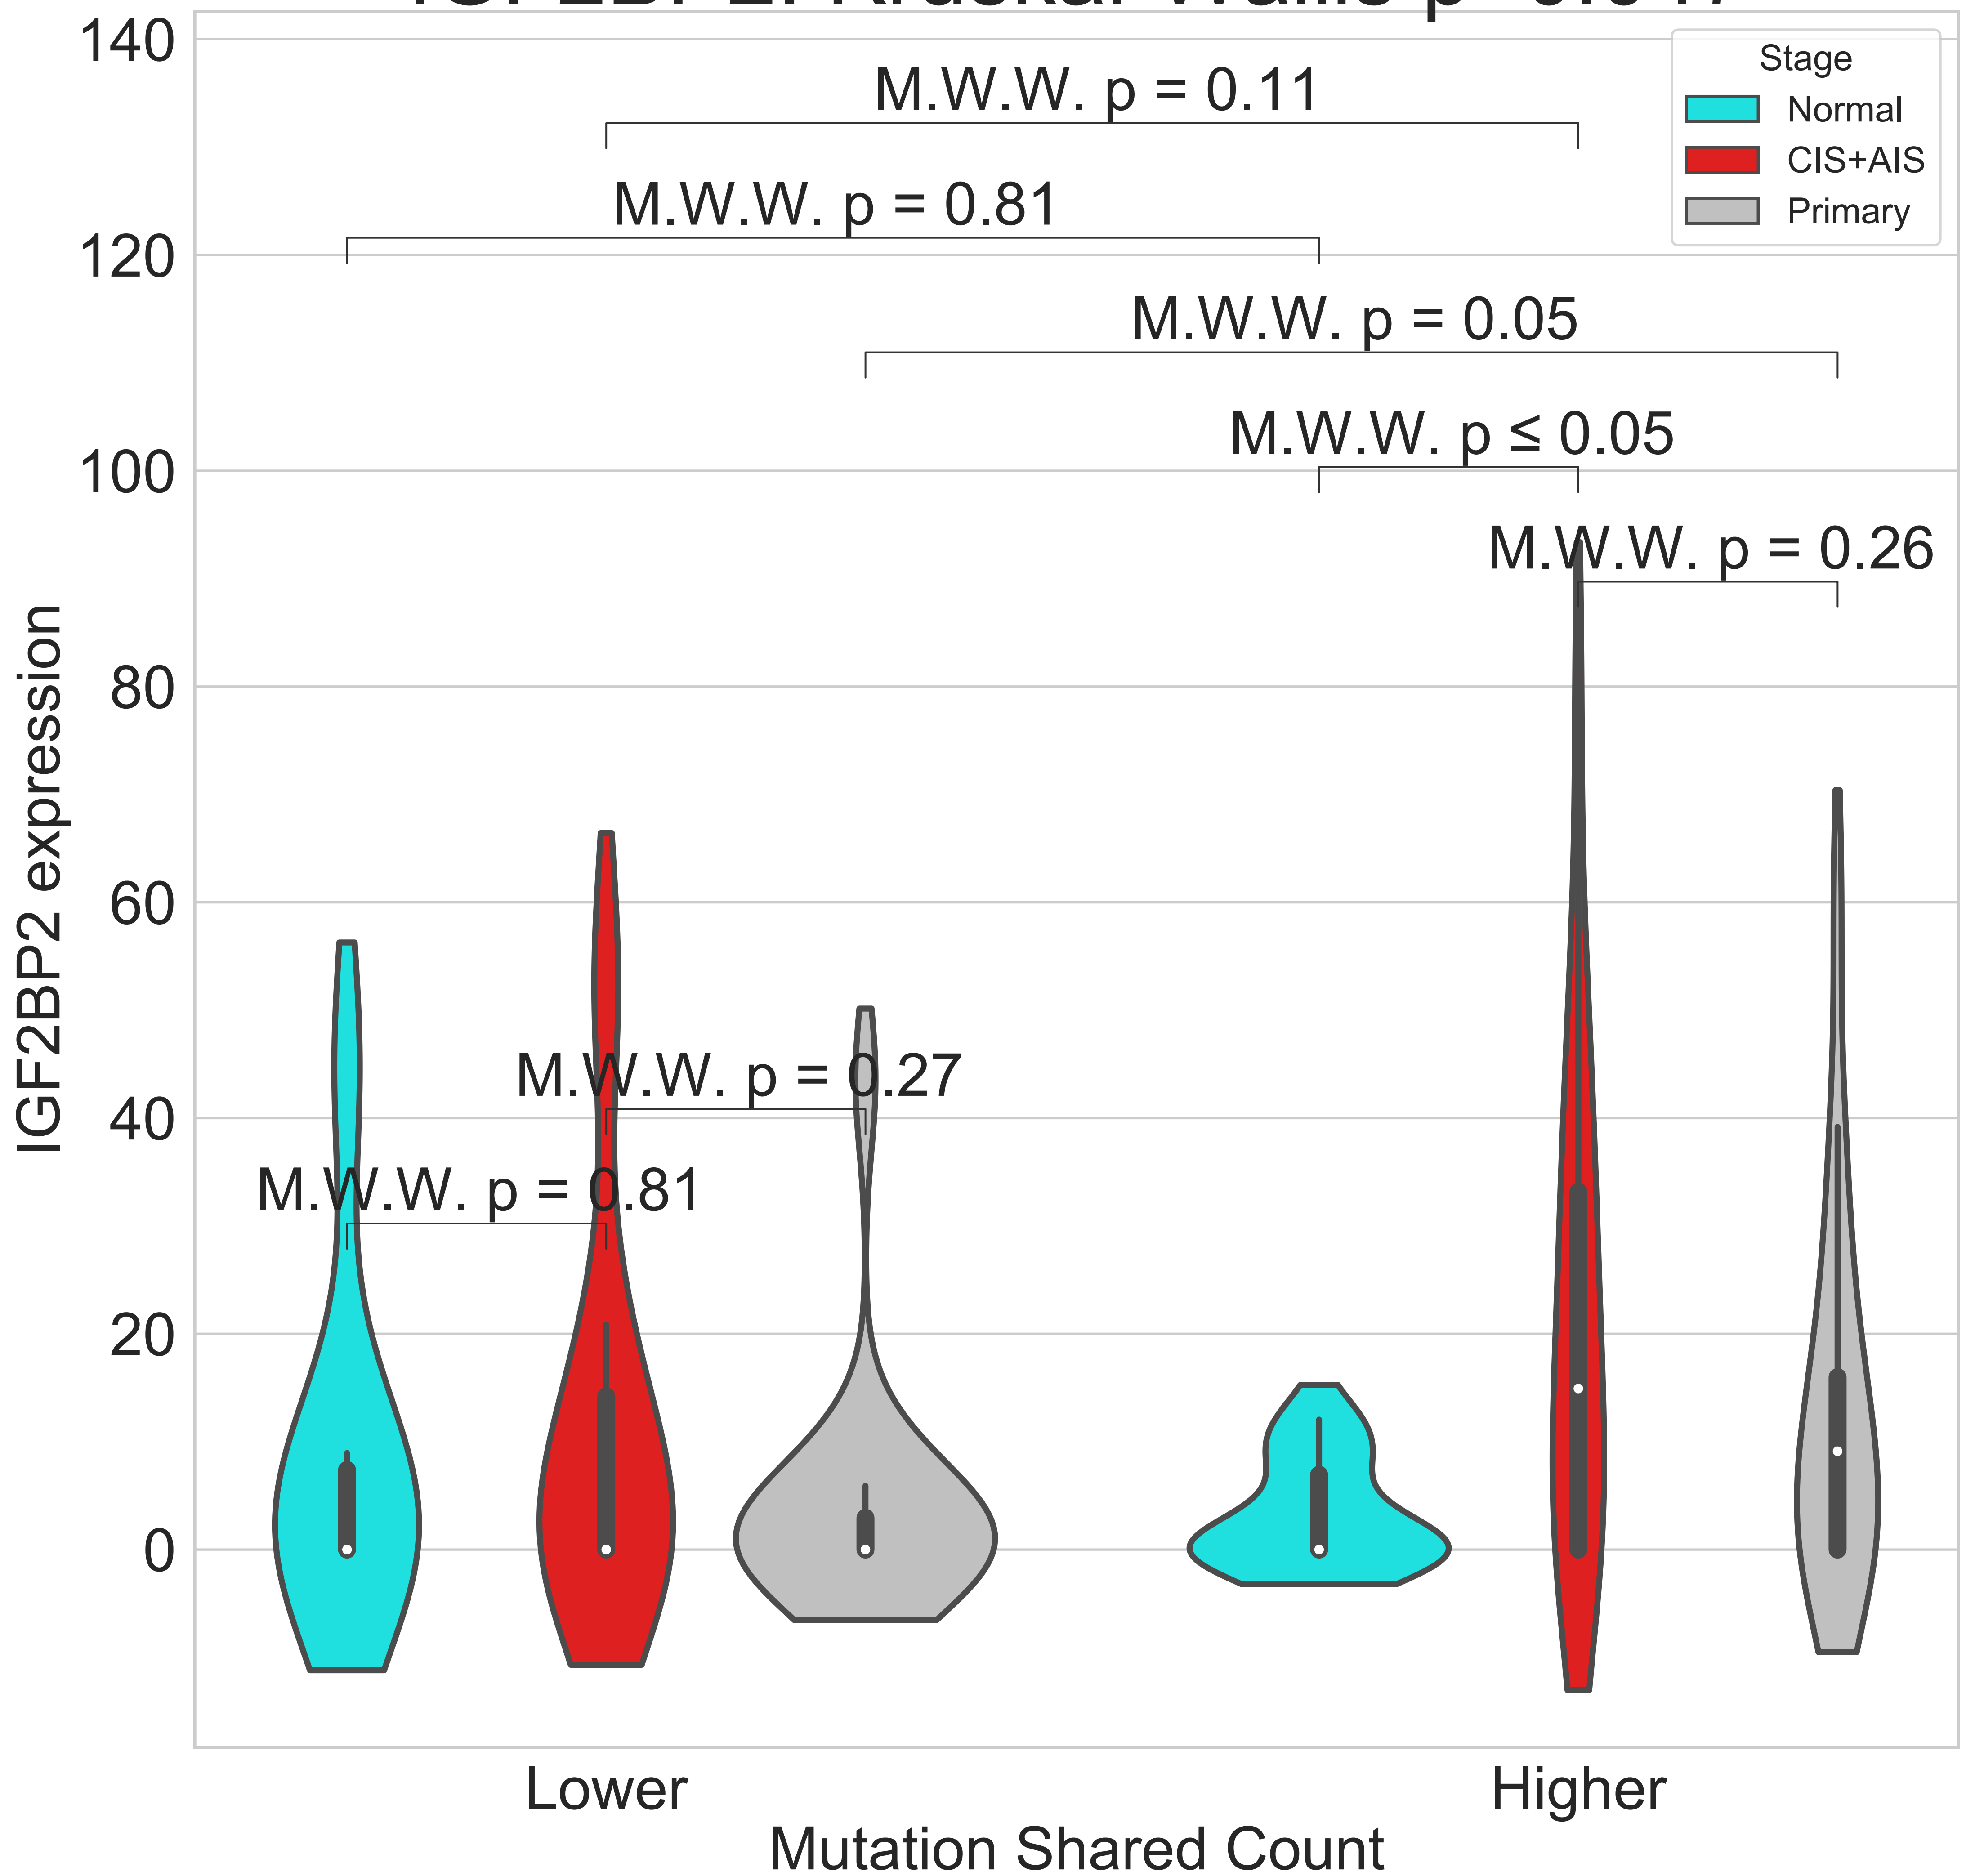 140
120
100
80
60
40
20
0
IGF2BP2 expression
M.W.W. p = 0.11
M.W.W. p = 0.81
M.W.W. p = 0.05
M.W.W. p ≤ 0.05
M.W.W. p = 0.26
M.W.W. p = 0.27
M.W.W. p = 0.81
Stage
Normal
CIS+AIS
Primary
Lower
Higher
Mutation Shared Count